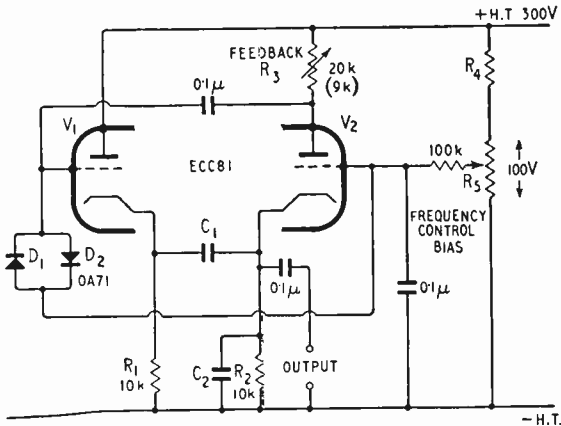 +H.T 300V
FEEDBACK
R3
20k
(9k)
R4
0·1μ
V1
V2
ECC81
100k
R5
100V
FREQUENCY
CONTROL
BIAS
C1
D1
D2
OA71
0·1μ
0·1μ
R1
10k
C2
R2
10k
OUTPUT
-H.T.